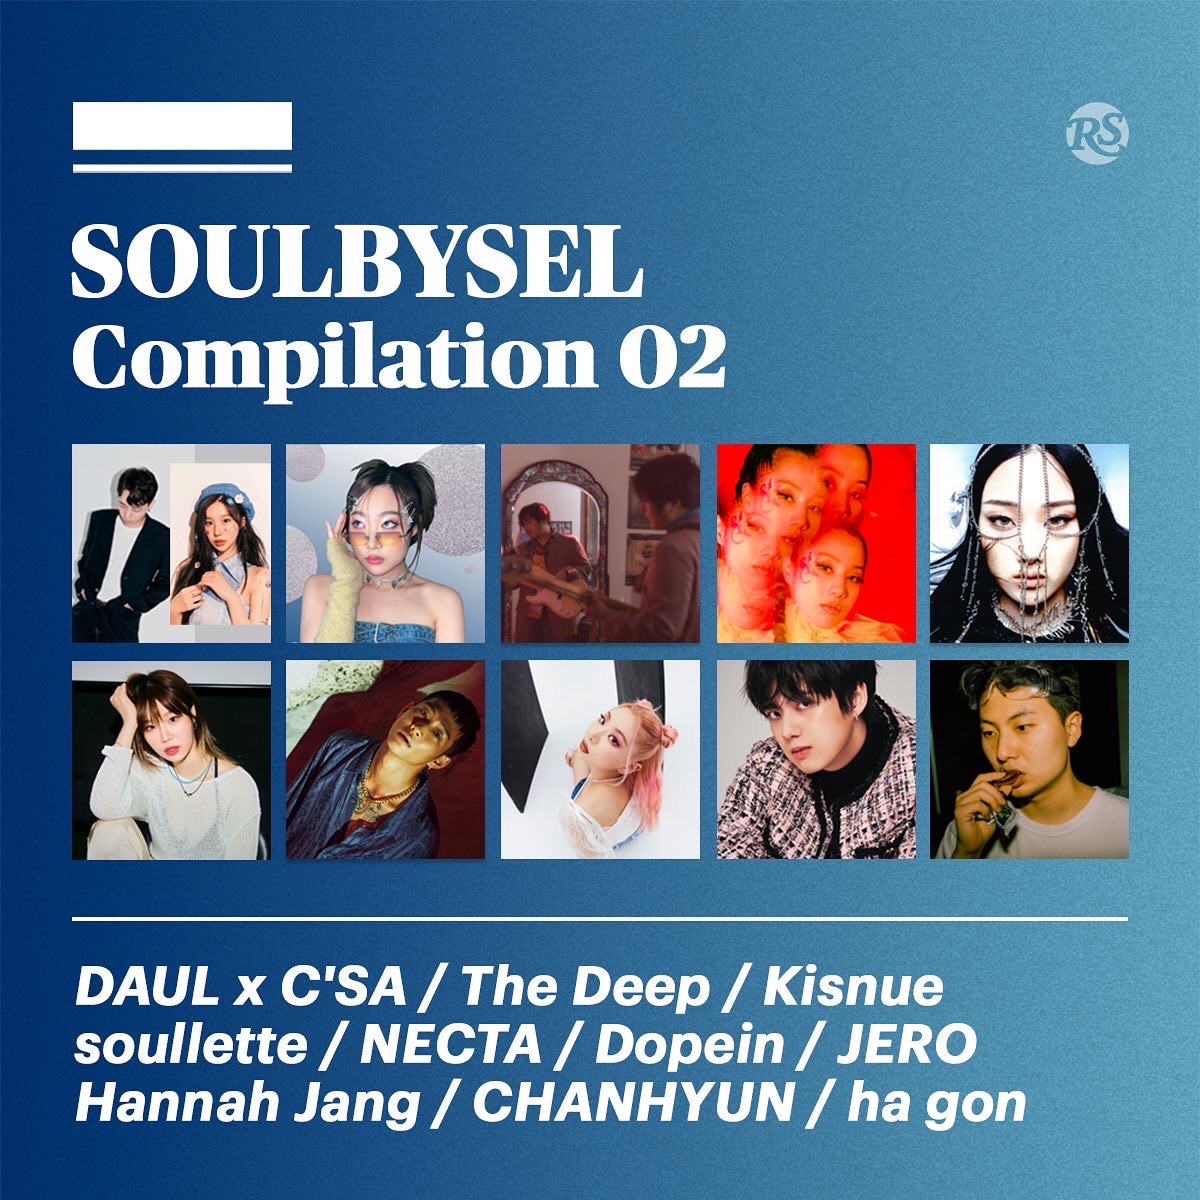 RS
SOULBYSEL
Compilation 02
DAUL x C'SA / The Deep / Kisnue
soullette / NECTA / Dopein / JERO
Hannah Jang / CHANHYUN / ha gon